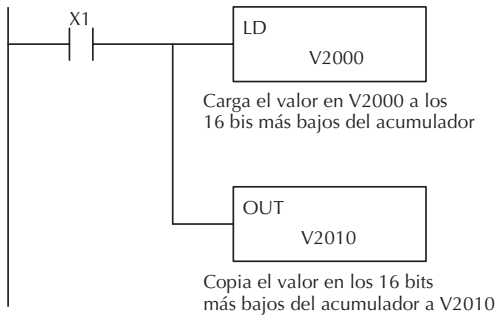 X1
LD
V2000
Carga el valor en V2000 a los
16 bis más bajos del acumulador
OUT
V2010
Copia el valor en los 16 bits
más bajos del acumulador a V2010